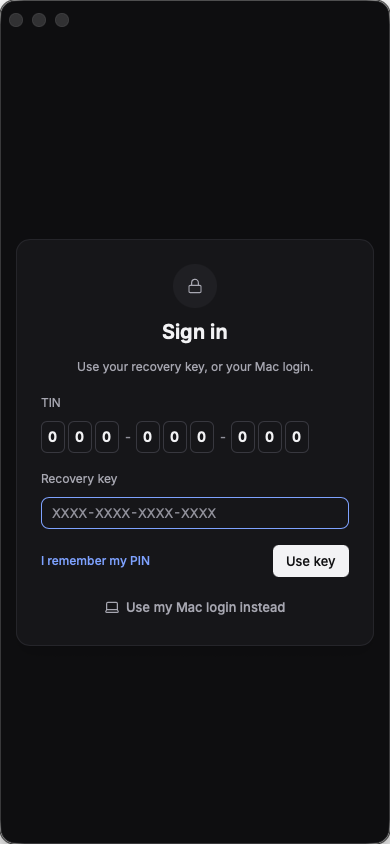 Sign in
Use your recovery key, or your Mac login.
TIN
0 0 0 - 0 0 0 - 0 0 0
Recovery key
XXXX-XXXX-XXXX-XXXX
I remember my PIN
Use key
Use my Mac login instead